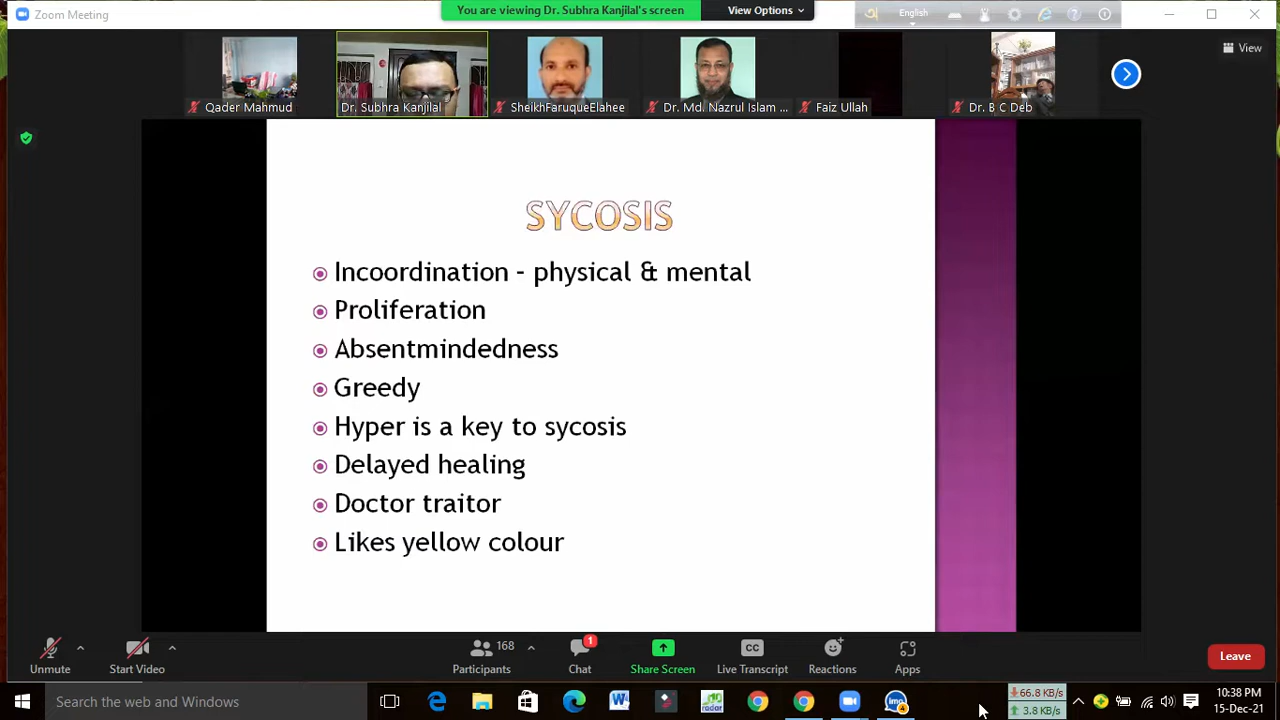 Zoom Meeting
You are viewing Dr. Subhra Kanjilal's screen
View Options
English
View
Qader Mahmud
Dr. Subhra Kanjilal
SheikhFaruqueElahee
Dr. Md. Nazrul Islam ...
Faiz Ullah
Dr. B C Deb
SYCOSIS
Incoordination - physical & mental
Proliferation
Absentmindedness
Greedy
Hyper is a key to sycosis
Delayed healing
Doctor traitor
Likes yellow colour
Unmute
Start Video
168
Participants
1
Chat
Share Screen
CC
Live Transcript
Reactions
Apps
Leave
Search the web and Windows
radar
4
66.8 KB/s
3.8 KB/s
10:38 PM
15-Dec-21